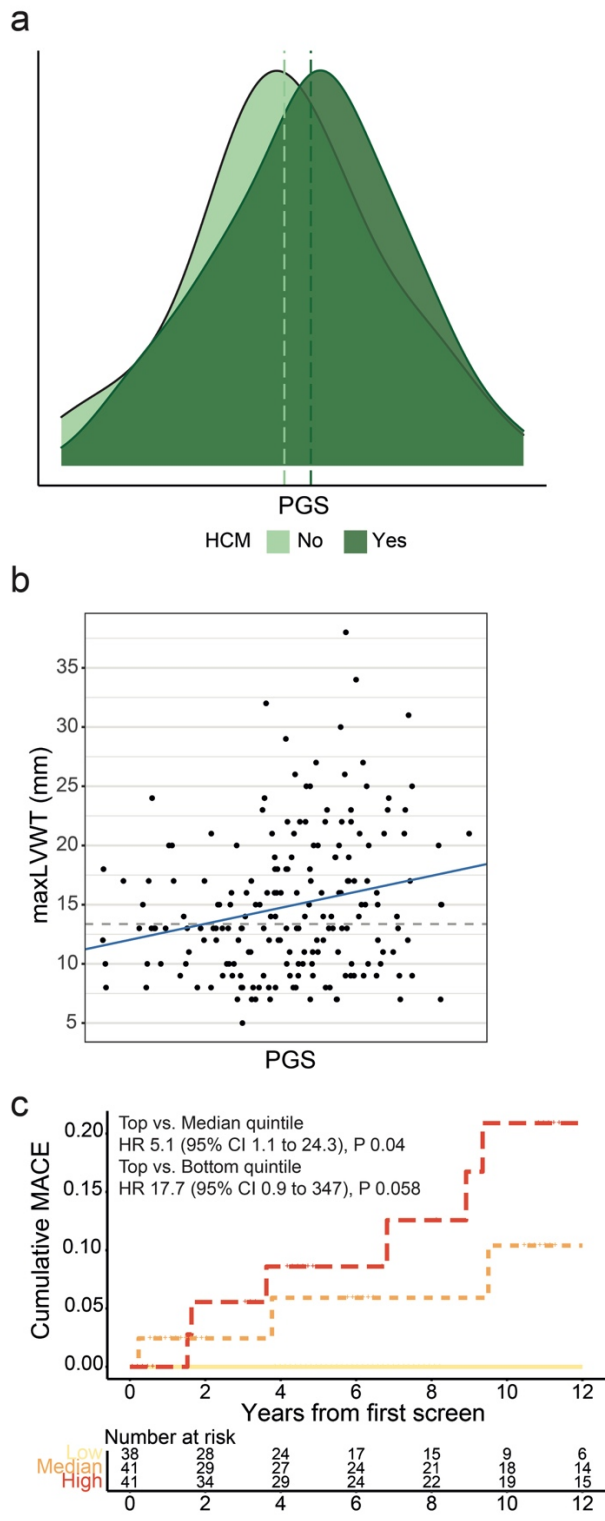 a
PGS
HCM No Yes
b
maxLVWT (mm)
35
30
25
20
15
10
5
PGS
c
Cumulative MACE
0.20
0.15
0.10
0.05
0.00
Top vs. Median quintile
HR 5.1 (95% CI 1.1 to 24.3), P 0.04
Top vs. Bottom quintile
HR 17.7 (95% CI 0.9 to 347), P 0.058
0 2 4 6 8 10 12
Years from first screen
Number at risk
Low 38 28 24 17 15 9 6
Median 41 29 27 24 21 18 14
High 41 34 29 24 22 19 15
0 2 4 6 8 10 12